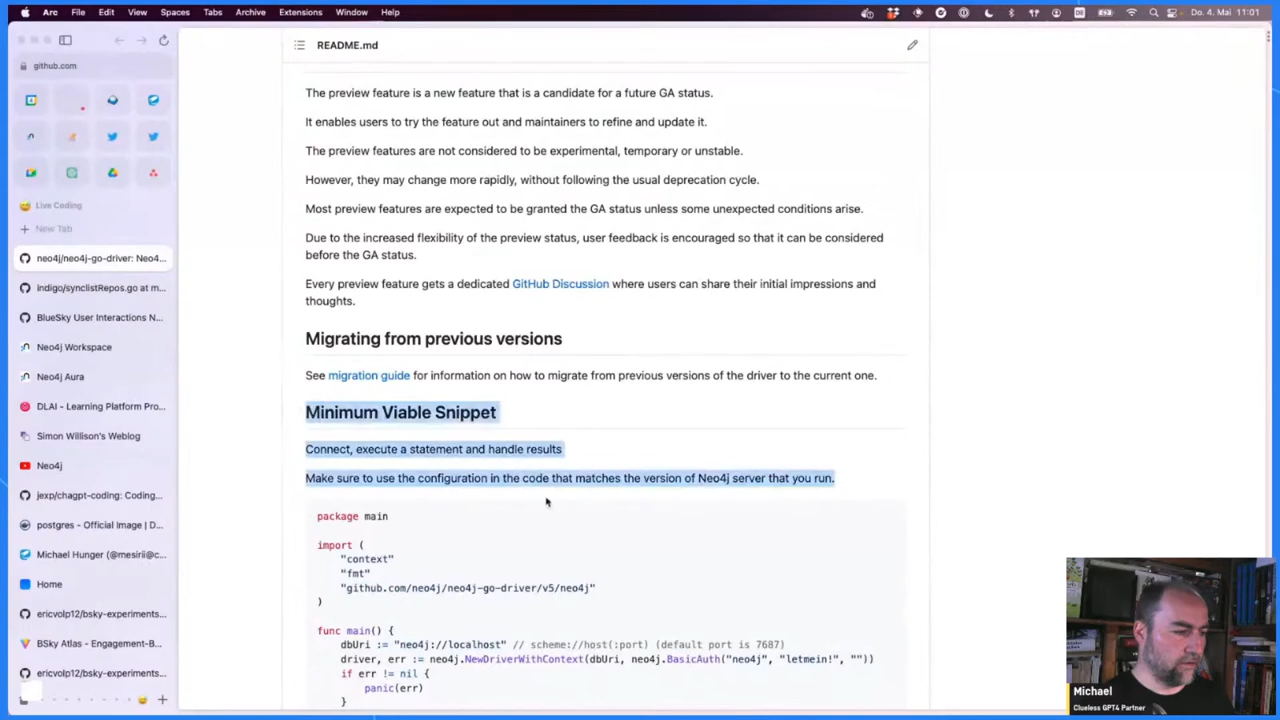 Arc File Edit View Spaces Tabs Archive Extensions Window Help
Do. 4. Mai 11:01
github.com
Live Coding
New Tab
neo4j/neo4j-go-driver: Neo4...
indigo/synclistRepos.go at m...
BlueSky User Interactions N...
Neo4j Workspace
Neo4j Aura
DLAI - Learning Platform Pro...
Simon Willison's Weblog
Neo4j
jexp/chagpt-coding: Coding...
postgres - Official Image | D...
Michael Hunger (@mesirii@c...
Home
ericvolp12/bsky-experiments...
BSky Atlas - Engagement-B...
ericvolp12/bsky-experiments...
README.md
The preview feature is a new feature that is a candidate for a future GA status.
It enables users to try the feature out and maintainers to refine and update it.
The preview features are not considered to be experimental, temporary or unstable.
However, they may change more rapidly, without following the usual deprecation cycle.
Most preview features are expected to be granted the GA status unless some unexpected conditions arise.
Due to the increased flexibility of the preview status, user feedback is encouraged so that it can be considered
before the GA status.
Every preview feature gets a dedicated GitHub Discussion where users can share their initial impressions and
thoughts.
Migrating from previous versions
See migration guide for information on how to migrate from previous versions of the driver to the current one.
Minimum Viable Snippet
Connect, execute a statement and handle results
Make sure to use the configuration in the code that matches the version of Neo4j server that you run.
package main
import (
"context"
"fmt"
"github.com/neo4j/neo4j-go-driver/v5/neo4j"
)
func main() {
dbUri := "neo4j://localhost" // scheme://host(:port) (default port is 7687)
driver, err := neo4j.NewDriverWithContext(dbUri, neo4j.BasicAuth("neo4j", "letmein!", ""))
if err != nil {
panic(err)
}
Michael
Clueless GPT4 Partner